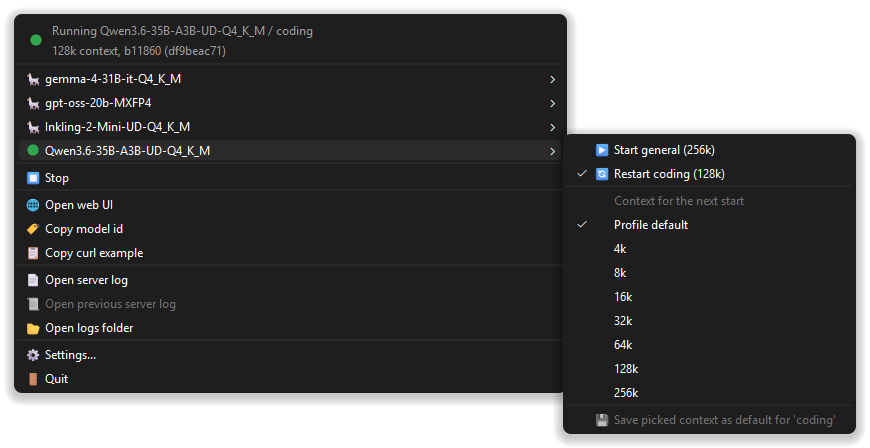 Running Qwen3.6-35B-A3B-UD-Q4_K_M / coding
128k context, b11860 (df9beac71)
gemma-4-31B-it-Q4_K_M
gpt-oss-20b-MXFP4
Inkling-2-Mini-UD-Q4_K_M
Qwen3.6-35B-A3B-UD-Q4_K_M
Stop
Open web UI
Copy model id
Copy curl example
Open server log
Open previous server log
Open logs folder
Settings...
Quit
Start general (256k)
Restart coding (128k)
Context for the next start
Profile default
4k
8k
16k
32k
64k
128k
256k
Save picked context as default for 'coding'